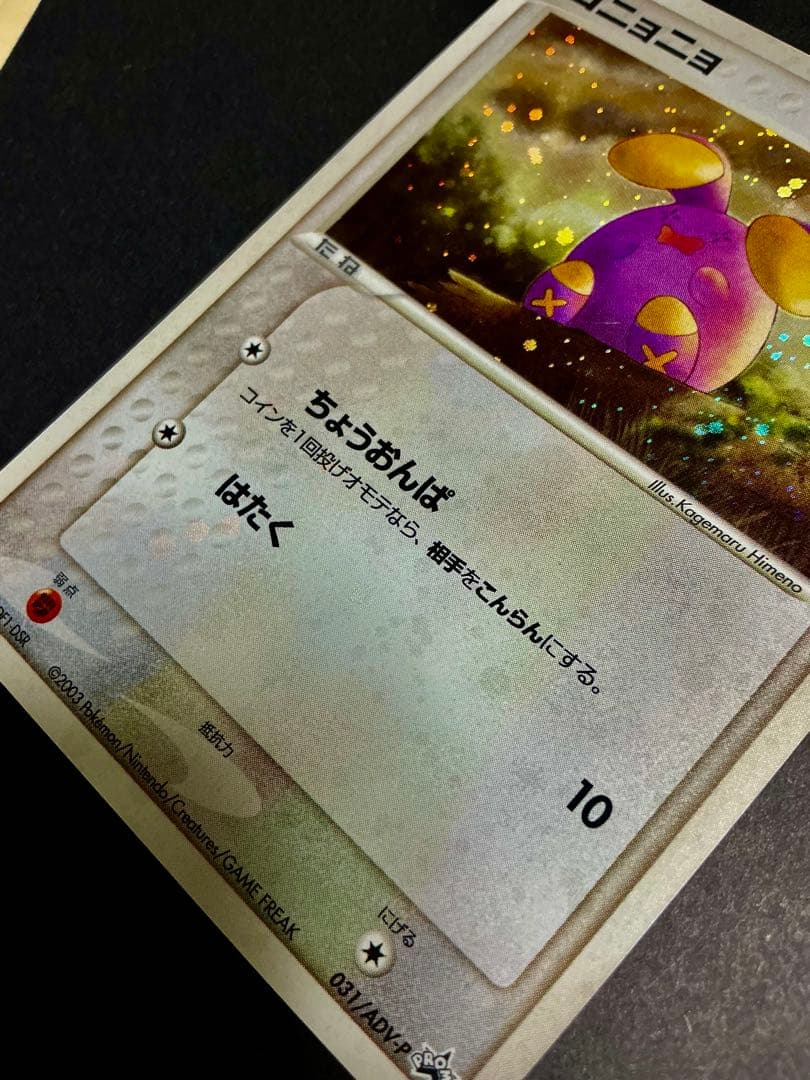 ニョニョ
たね
Illus. Kagemaru Himeno
ちょうおんぱ
コインを1回投げオモテなら、相手をこんらんにする。
はたく 10
弱点
抵抗力
にげる
©2003 Pokémon/Nintendo/Creatures/GAME FREAK
031/ADV-P
PROM